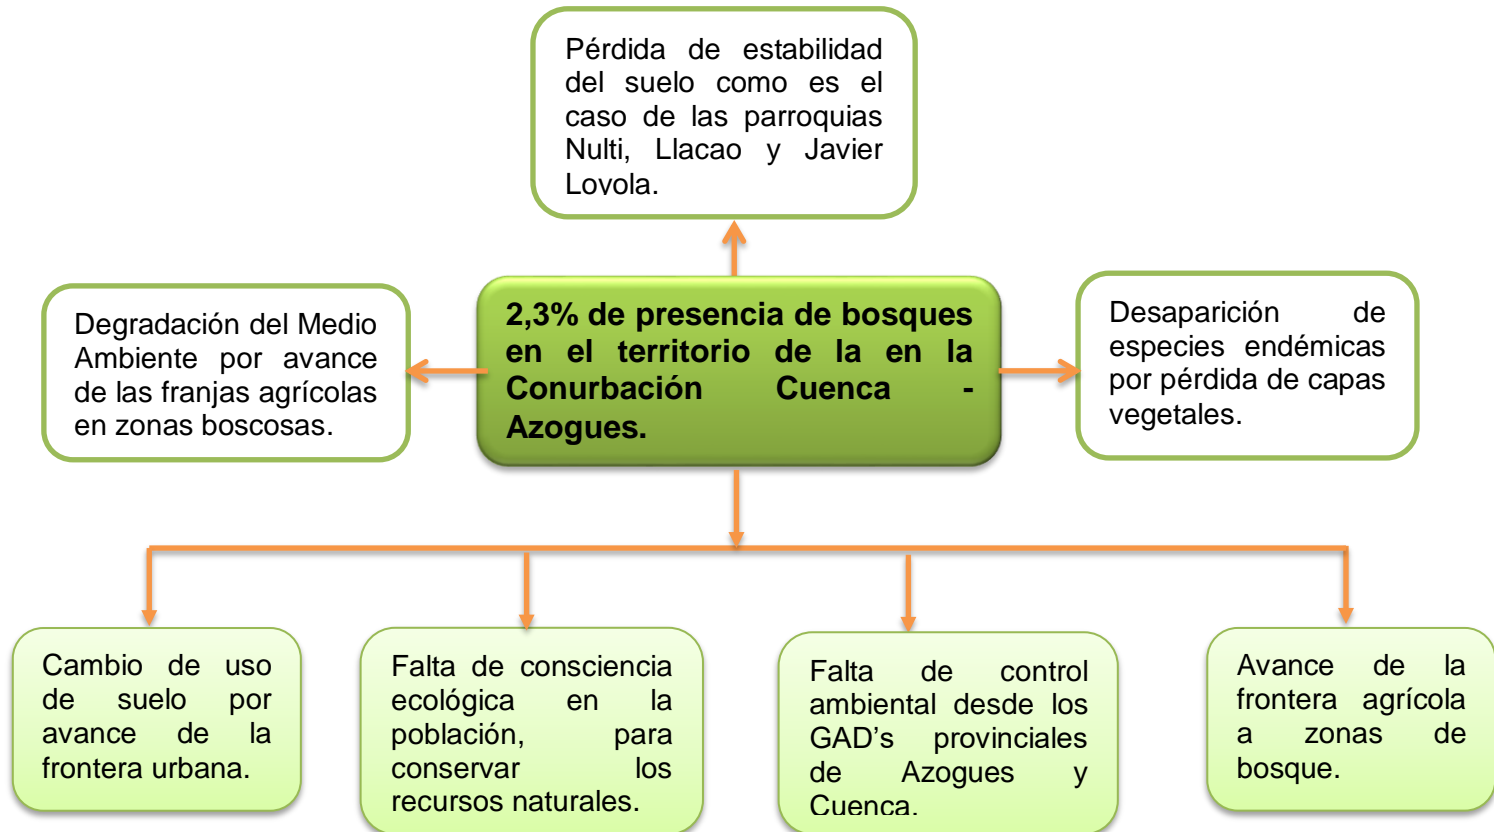 Pérdida de estabilidad
del suelo como es el
caso de las parroquias
Nulti, Llacao y Javier
Loyola.
Degradación del Medio
Ambiente por avance
de las franjas agrícolas
en zonas boscosas.
2,3% de presencia de bosques
en el territorio de la en la
Conurbación Cuenca -
Azogues.
Desaparición de
especies endémicas
por pérdida de capas
vegetales.
Cambio de uso
de suelo por
avance de la
frontera urbana.
Falta de consciencia
ecológica en la
población, para
conservar los
recursos naturales.
Falta de control
ambiental desde los
GAD's provinciales
de Azogues y
Cuenca.
Avance de la
frontera agrícola
a zonas de
bosque.